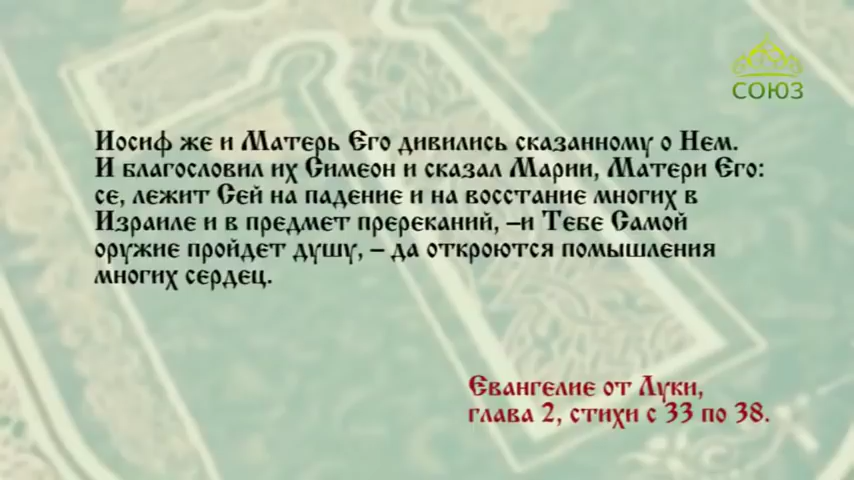 СОЮЗ
Иосиф же и Матерь Его дивились сказанному о Нем.
И благословил их Симеон и сказал Марии, Матери Его:
се, лежит Сей на падение и на восстание многих в
Израиле и в предмет пререканий, –и Тебе Самой
оружие пройдет душу, – да откроются помышления
многих сердец.
Евангелие от Луки,
глава 2, стихи с 33 по 38.